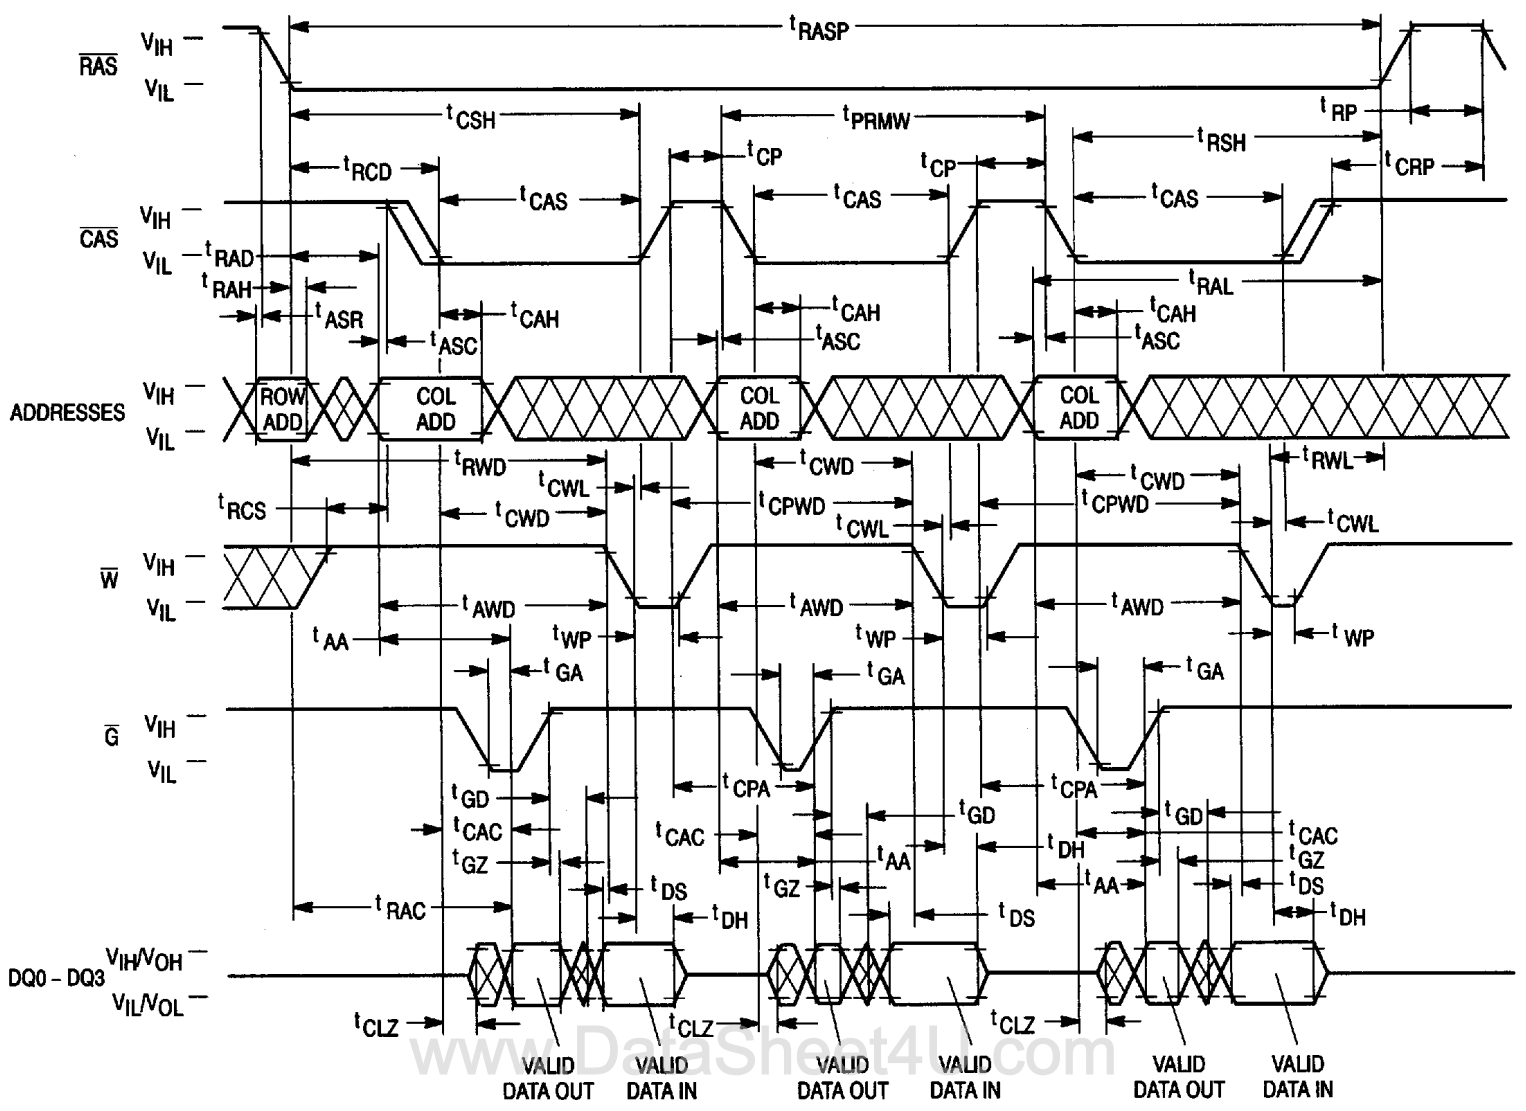 tRASP
RAS
VIH
VIL
tCSH
tPRMW
tRP
tRSH
tRCD
tCP
tCP
tCRP
tCAS
tCAS
tCAS
CAS
VIH
VIL
tRAD
tRAH
tRAL
tASR
tCAH
tCAH
tCAH
tASC
tASC
tASC
ADDRESSES
VIH
VIL
ROW ADD
COL ADD
COL ADD
COL ADD
tRWD
tCWD
tRWL
tCWL
tCWD
tRCS
tCPWD
tCPWD
tCWD
tCWL
tCWL
W
VIH
VIL
tAWD
tAWD
tAWD
tAA
tWP
tWP
tWP
tGA
tGA
tGA
G
VIH
VIL
tCPA
tCPA
tGD
tGD
tGD
tCAC
tCAC
tCAC
tDH
tGZ
tAA
tGZ
tGZ
tAA
tDS
tDS
tRAC
tDH
tDS
tDH
DQ0 – DQ3
VIH/VOH
VIL/VOL
tCLZ
tCLZ
tCLZ
www.DataSheet4U.com
VALID DATA OUT
VALID DATA IN
VALID DATA OUT
VALID DATA IN
VALID DATA OUT
VALID DATA IN